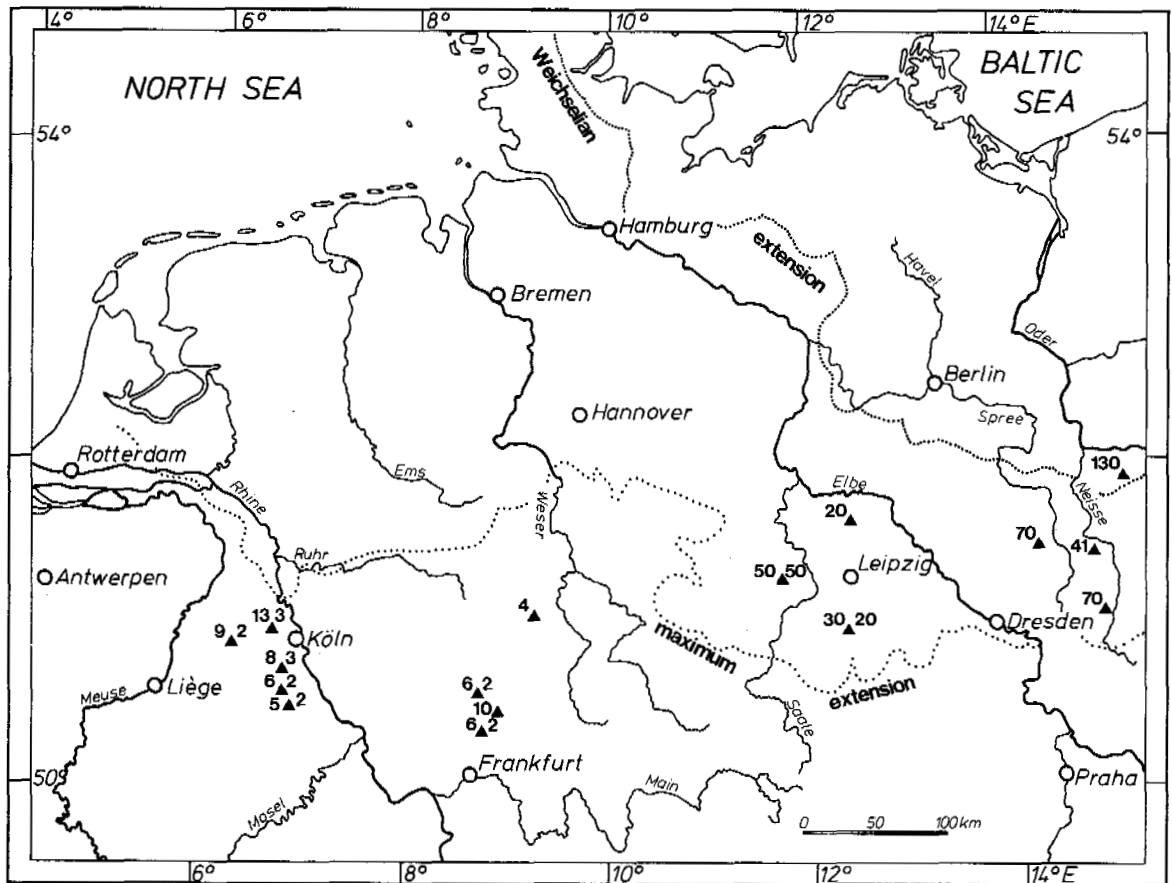 4° 6° 8° 10° 12° 14° E
NORTH SEA
BALTIC
SEA
Weichselian
54° 54°
Hamburg
extension
Havel
Bremen
Oder
Berlin
Hannover
Spree
Rotterdam
Ems
130
Rhine
Weser
Elbe
Neisse
20
70
41
Ruhr
Antwerpen
50 50
Leipzig
4
70
13 3
30 20
Dresden
9 2
Köln
maximum
8 3
Liège
6 2
6 2
extension
Meuse
5 2
10
Saale
6 2
Frankfurt
50°
Main
Praha
Mosel
0 50 100 km
6° 8° 10° 12° 14° E